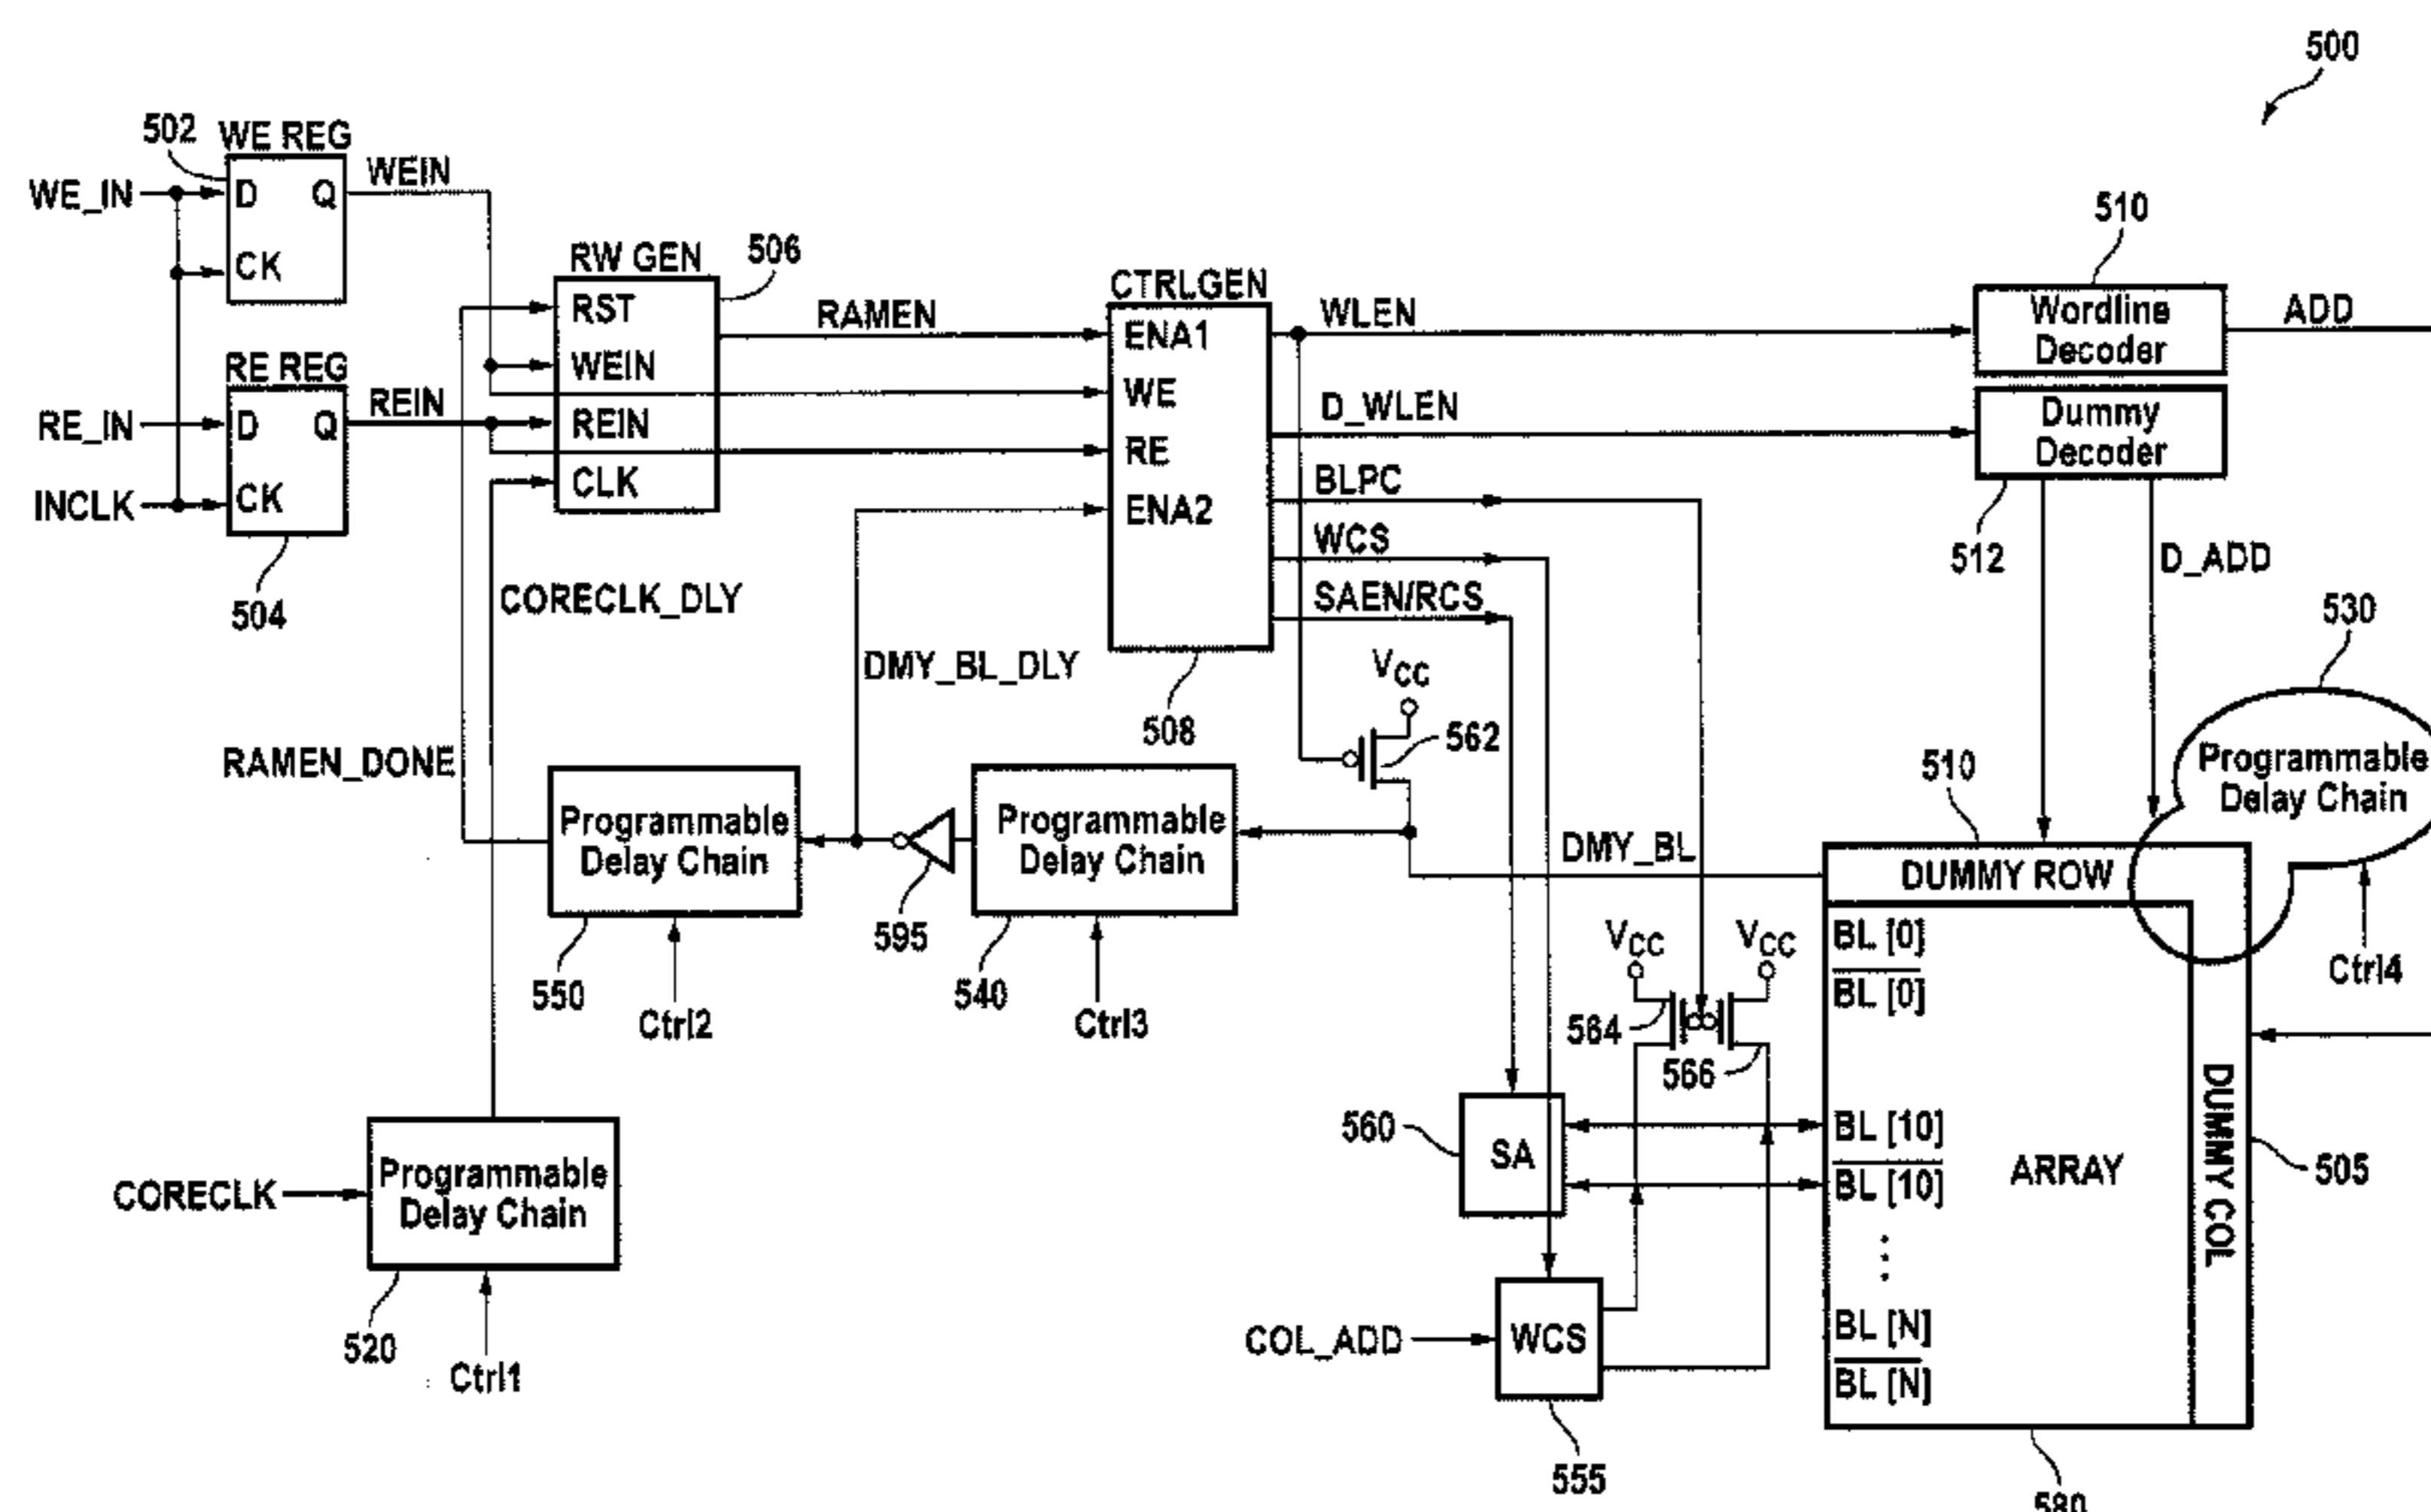 500
502 WE REG
WE_IN
D Q
WEIN
CK
RE REG
RE_IN
D Q
REIN
INCLK
CK
504
RW GEN
506
RST
WEIN
REIN
CLK
RAMEN
CTRLGEN
ENA1
WE
RE
ENA2
508
WLEN
D_WLEN
BLPC
WCS
SAEN/RCS
510
Wordline
Decoder
ADD
Dummy
Decoder
512
D_ADD
530
Programmable
Delay Chain
Ctrl4
CORECLK_DLY
DMY_BL_DLY
RAMEN_DONE
VCC
562
Programmable
Delay Chain
550
Ctrl2
595
Programmable
Delay Chain
540
Ctrl3
DMY_BL
510
DUMMY ROW
VCC VCC
564
566
BL [0]
BL [0]
BL [10]
BL [10]
BL [N]
BL [N]
ARRAY
DUMMY COL
505
560
SA
CORECLK
Programmable
Delay Chain
520
Ctrl1
COL_ADD
WCS
555
580